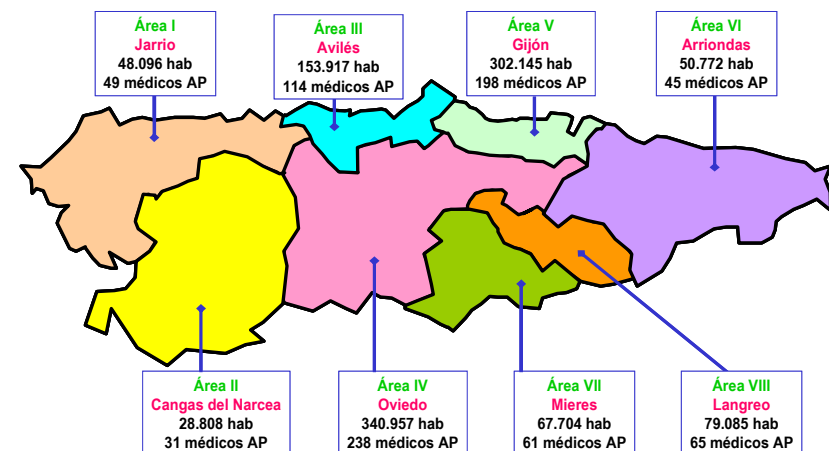 Área I
Jarrio
48.096 hab
49 médicos AP
Área III
Avilés
153.917 hab
114 médicos AP
Área V
Gijón
302.145 hab
198 médicos AP
Área VI
Arriondas
50.772 hab
45 médicos AP
Área II
Cangas del Narcea
28.808 hab
31 médicos AP
Área IV
Oviedo
340.957 hab
238 médicos AP
Área VII
Mieres
67.704 hab
61 médicos AP
Área VIII
Langreo
79.085 hab
65 médicos AP